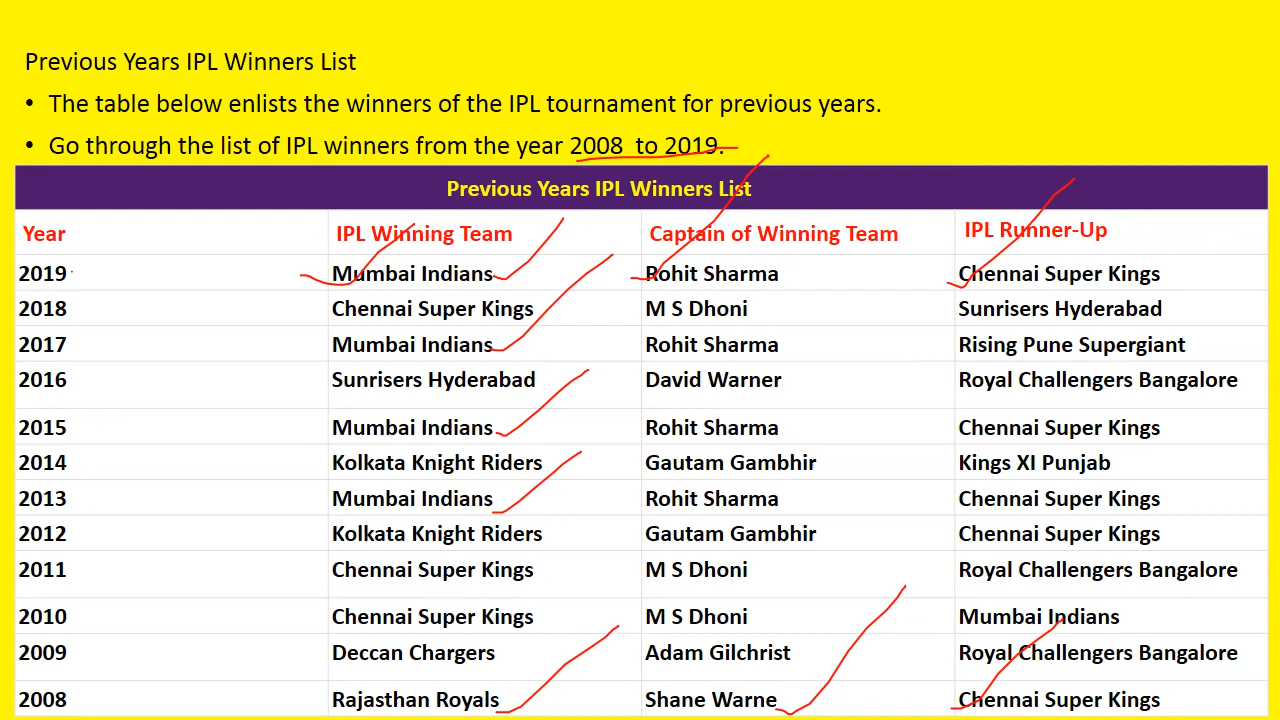 Previous Years IPL Winners List
• The table below enlists the winners of the IPL tournament for previous years.
• Go through the list of IPL winners from the year 2008 to 2019.
Previous Years IPL Winners List
Year IPL Winning Team Captain of Winning Team IPL Runner-Up
2019 Mumbai Indians Rohit Sharma Chennai Super Kings
2018 Chennai Super Kings M S Dhoni Sunrisers Hyderabad
2017 Mumbai Indians Rohit Sharma Rising Pune Supergiant
2016 Sunrisers Hyderabad David Warner Royal Challengers Bangalore
2015 Mumbai Indians Rohit Sharma Chennai Super Kings
2014 Kolkata Knight Riders Gautam Gambhir Kings XI Punjab
2013 Mumbai Indians Rohit Sharma Chennai Super Kings
2012 Kolkata Knight Riders Gautam Gambhir Chennai Super Kings
2011 Chennai Super Kings M S Dhoni Royal Challengers Bangalore
2010 Chennai Super Kings M S Dhoni Mumbai Indians
2009 Deccan Chargers Adam Gilchrist Royal Challengers Bangalore
2008 Rajasthan Royals Shane Warne Chennai Super Kings